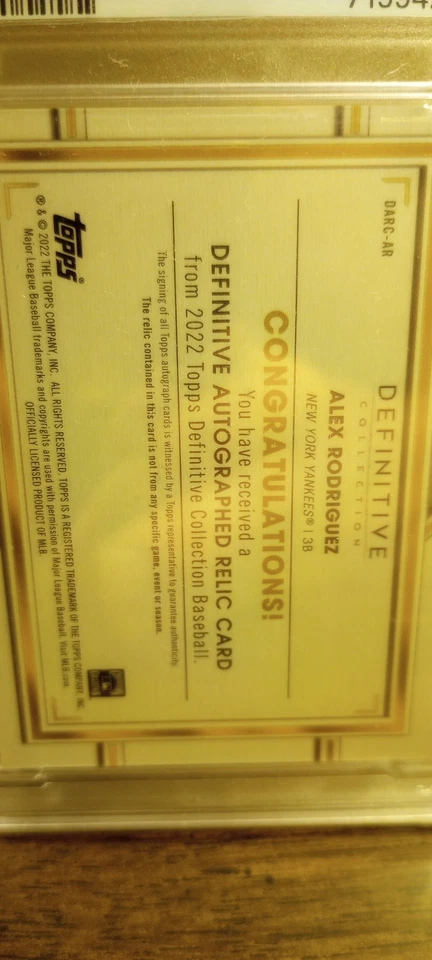 DARC-AR
DEFINITIVE
COLLECTION
ALEX RODRIGUEZ
NEW YORK YANKEES® | 3B
CONGRATULATIONS!
You have received a
DEFINITIVE AUTOGRAPHED RELIC CARD
from 2022 Topps Definitive Collection Baseball.
The signing of all Topps autograph cards is witnessed by a Topps representative to guarantee authenticity.
The relic contained in this card is not from any specific game, event or season.
topps®
® & © 2022 THE TOPPS COMPANY, INC. ALL RIGHTS RESERVED. TOPPS IS A REGISTERED TRADEMARK OF THE TOPPS COMPANY, INC.
Major League Baseball trademarks and copyrights are used with permission of Major League Baseball. Visit MLB.com.
OFFICIALLY LICENSED PRODUCT OF MLB.